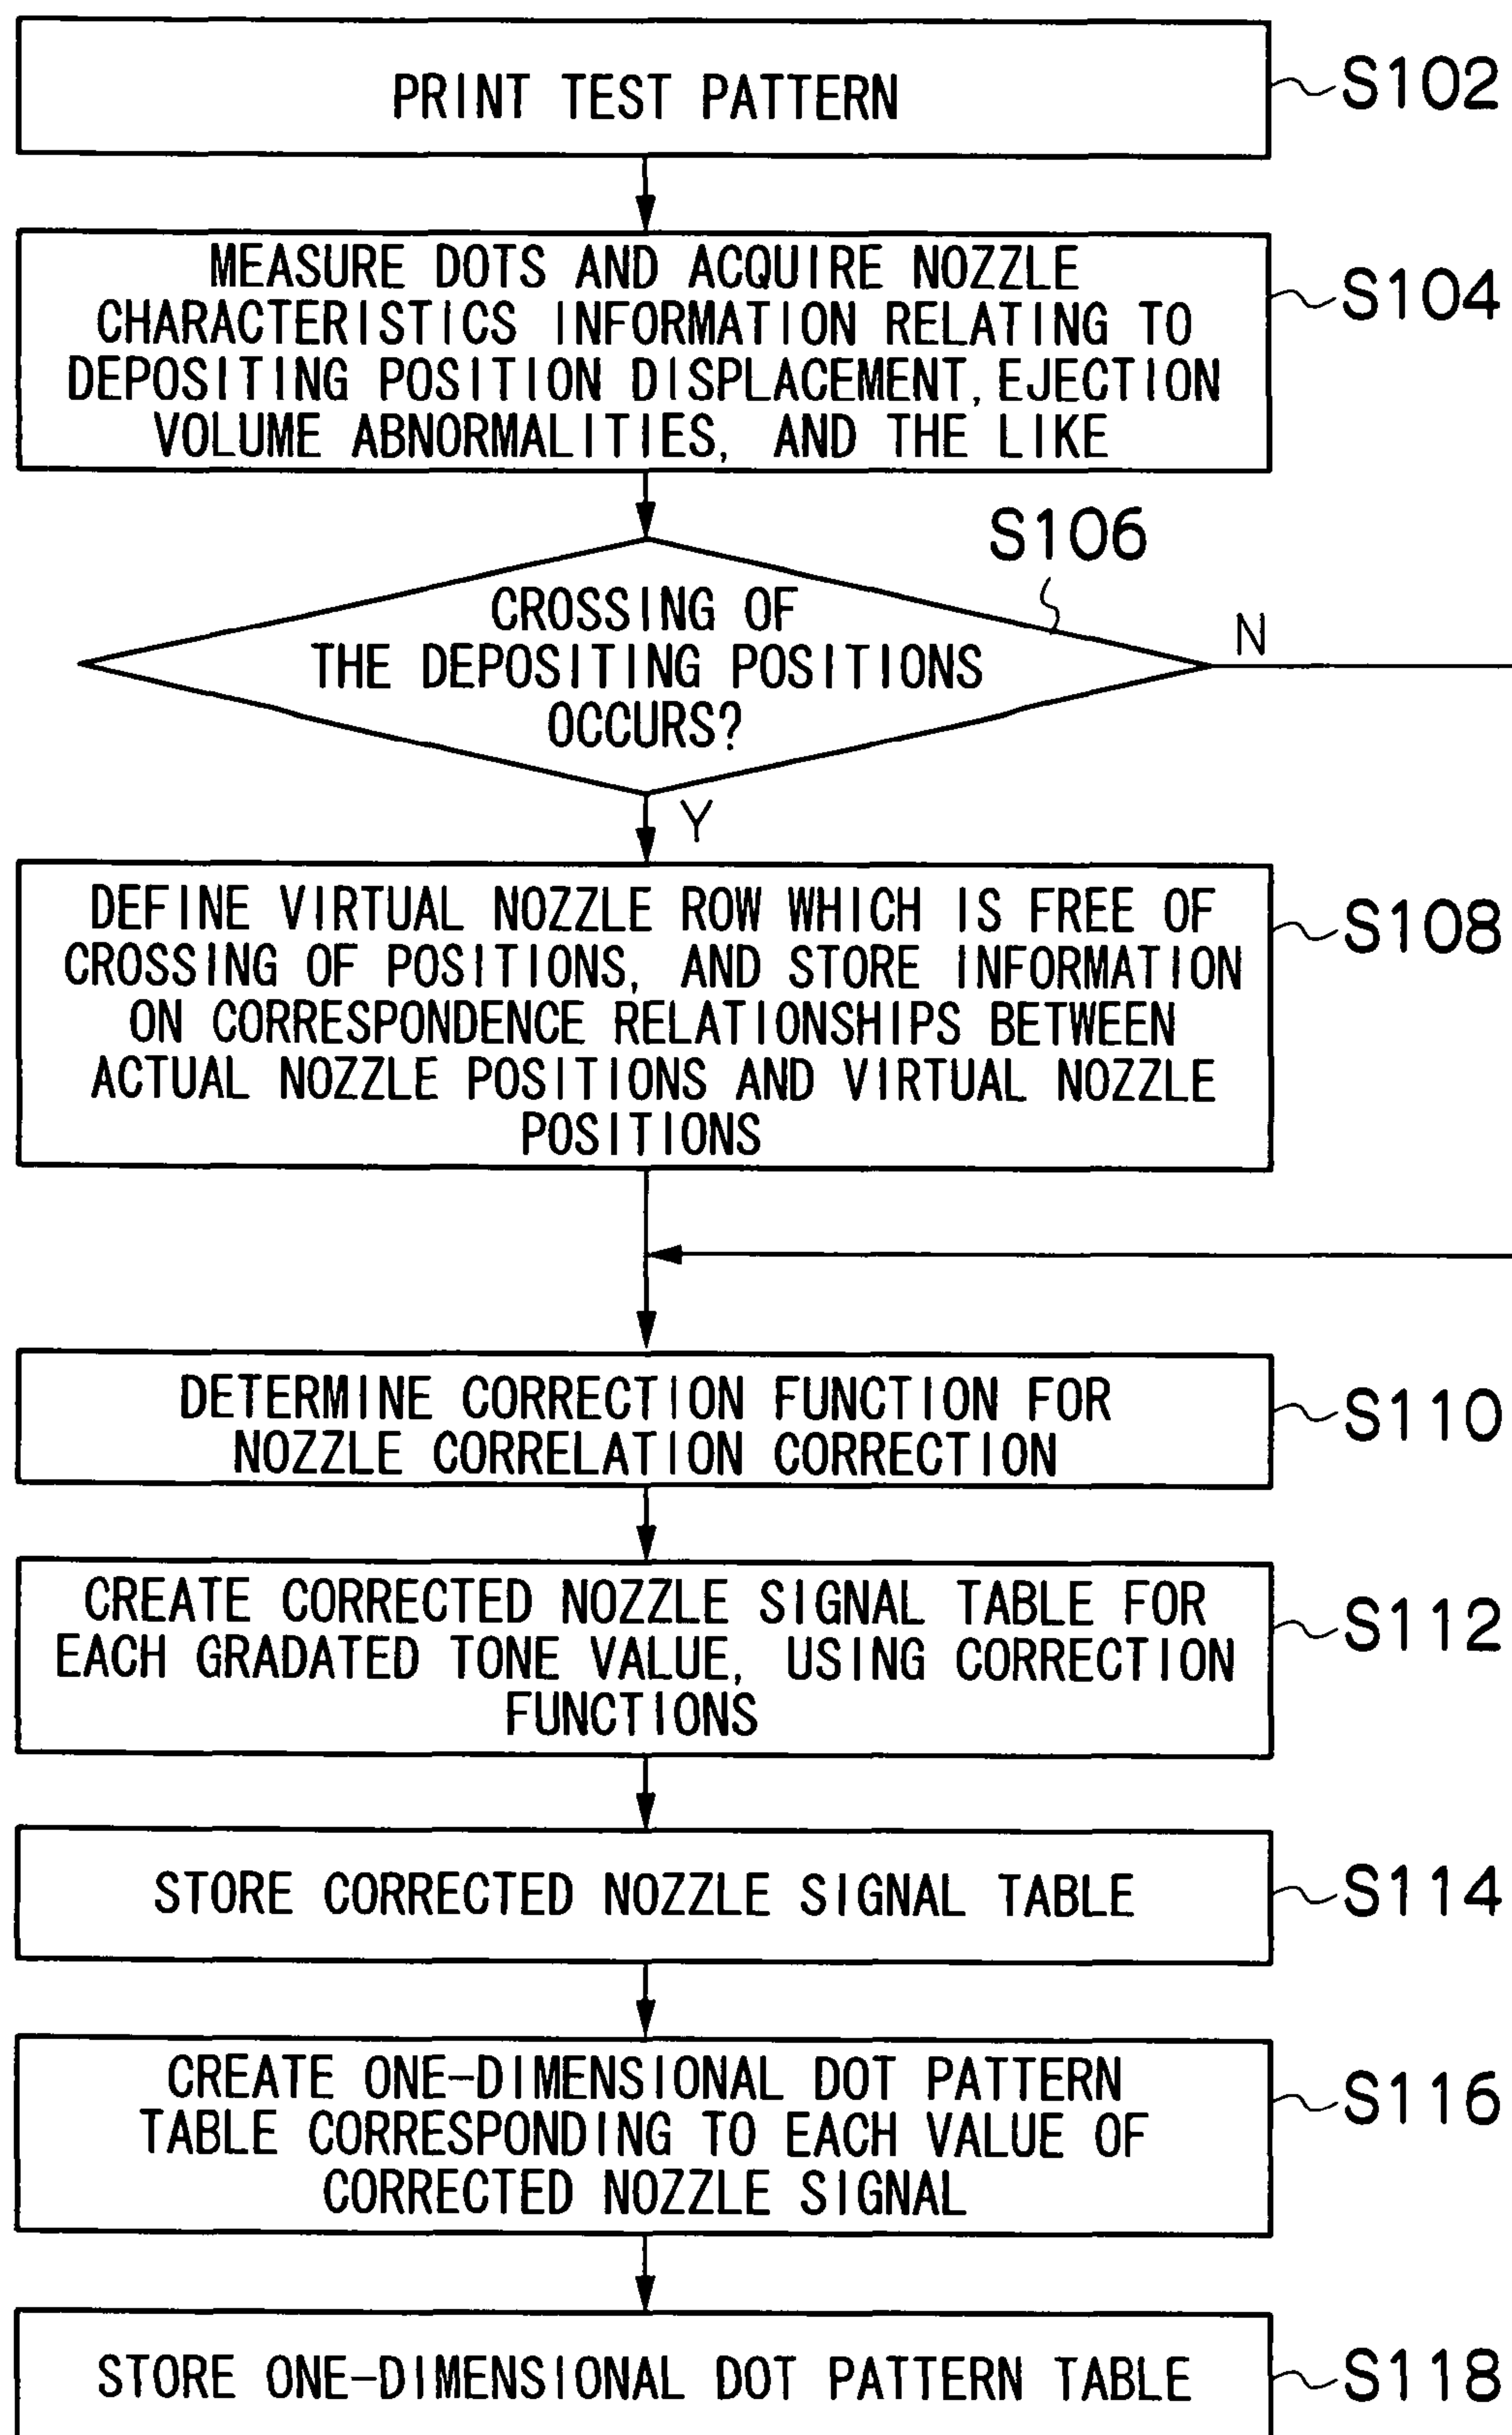 PRINT TEST PATTERN
S102
MEASURE DOTS AND ACQUIRE NOZZLE
CHARACTERISTICS INFORMATION RELATING TO
DEPOSITING POSITION DISPLACEMENT, EJECTION
VOLUME ABNORMALITIES, AND THE LIKE
S104
S106
CROSSING OF
THE DEPOSITING POSITIONS
OCCURS?
N
Y
DEFINE VIRTUAL NOZZLE ROW WHICH IS FREE OF
CROSSING OF POSITIONS, AND STORE INFORMATION
ON CORRESPONDENCE RELATIONSHIPS BETWEEN
ACTUAL NOZZLE POSITIONS AND VIRTUAL NOZZLE
POSITIONS
S108
DETERMINE CORRECTION FUNCTION FOR
NOZZLE CORRELATION CORRECTION
S110
CREATE CORRECTED NOZZLE SIGNAL TABLE FOR
EACH GRADATED TONE VALUE, USING CORRECTION
FUNCTIONS
S112
STORE CORRECTED NOZZLE SIGNAL TABLE
S114
CREATE ONE-DIMENSIONAL DOT PATTERN
TABLE CORRESPONDING TO EACH VALUE OF
CORRECTED NOZZLE SIGNAL
S116
STORE ONE-DIMENSIONAL DOT PATTERN TABLE
S118